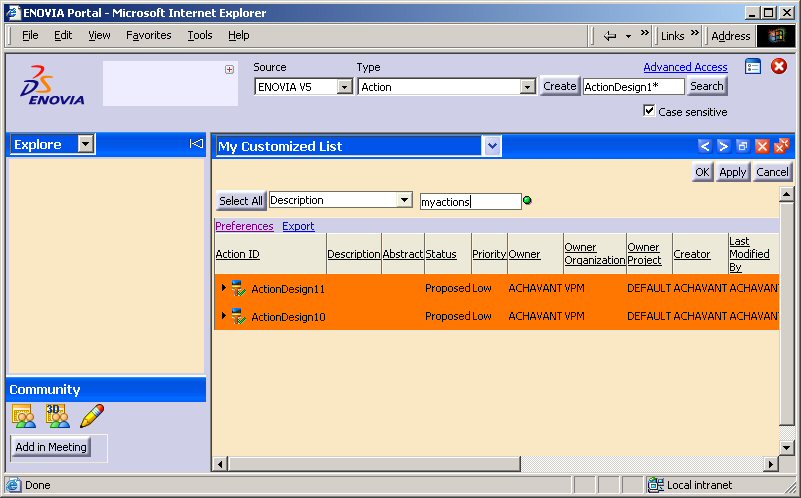 ENOVIA Portal - Microsoft Internet Explorer
File Edit View Favorites Tools Help
» Links » Address
Source Type Advanced Access
ENOVIA V5 Action Create ActionDesign1* Search
ENOVIA
Case sensitive
Explore
My Customized List
OK Apply Cancel
Select All Description myactions
Preferences Export
Action ID Description Abstract Status Priority Owner Owner Organization Owner Project Creator Last Modified By
ActionDesign11 Proposed Low ACHAVANT VPM DEFAULT ACHAVANT ACHAVANT
ActionDesign10 Proposed Low ACHAVANT VPM DEFAULT ACHAVANT ACHAVANT
Community
3D
Add in Meeting
Done Local intranet